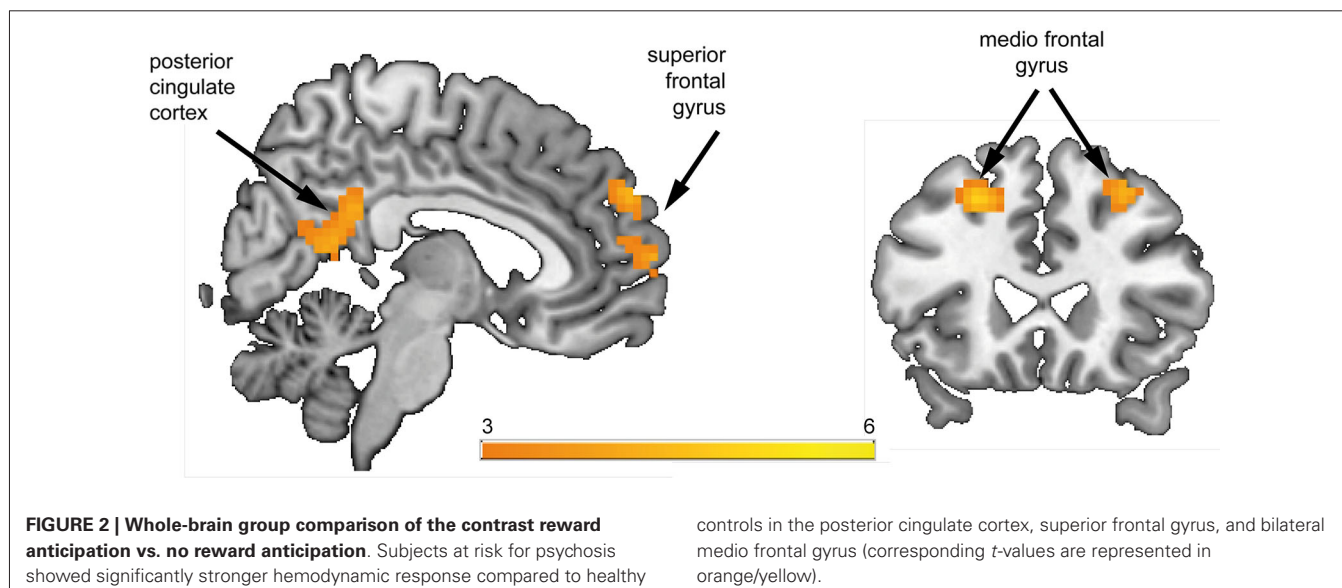 posterior
cingulate
cortex
superior
frontal
gyrus
medio frontal
gyrus
3
6
FIGURE 2 | Whole-brain group comparison of the contrast reward
anticipation vs. no reward anticipation. Subjects at risk for psychosis
showed significantly stronger hemodynamic response compared to healthy
controls in the posterior cingulate cortex, superior frontal gyrus, and bilateral
medio frontal gyrus (corresponding t-values are represented in
orange/yellow).